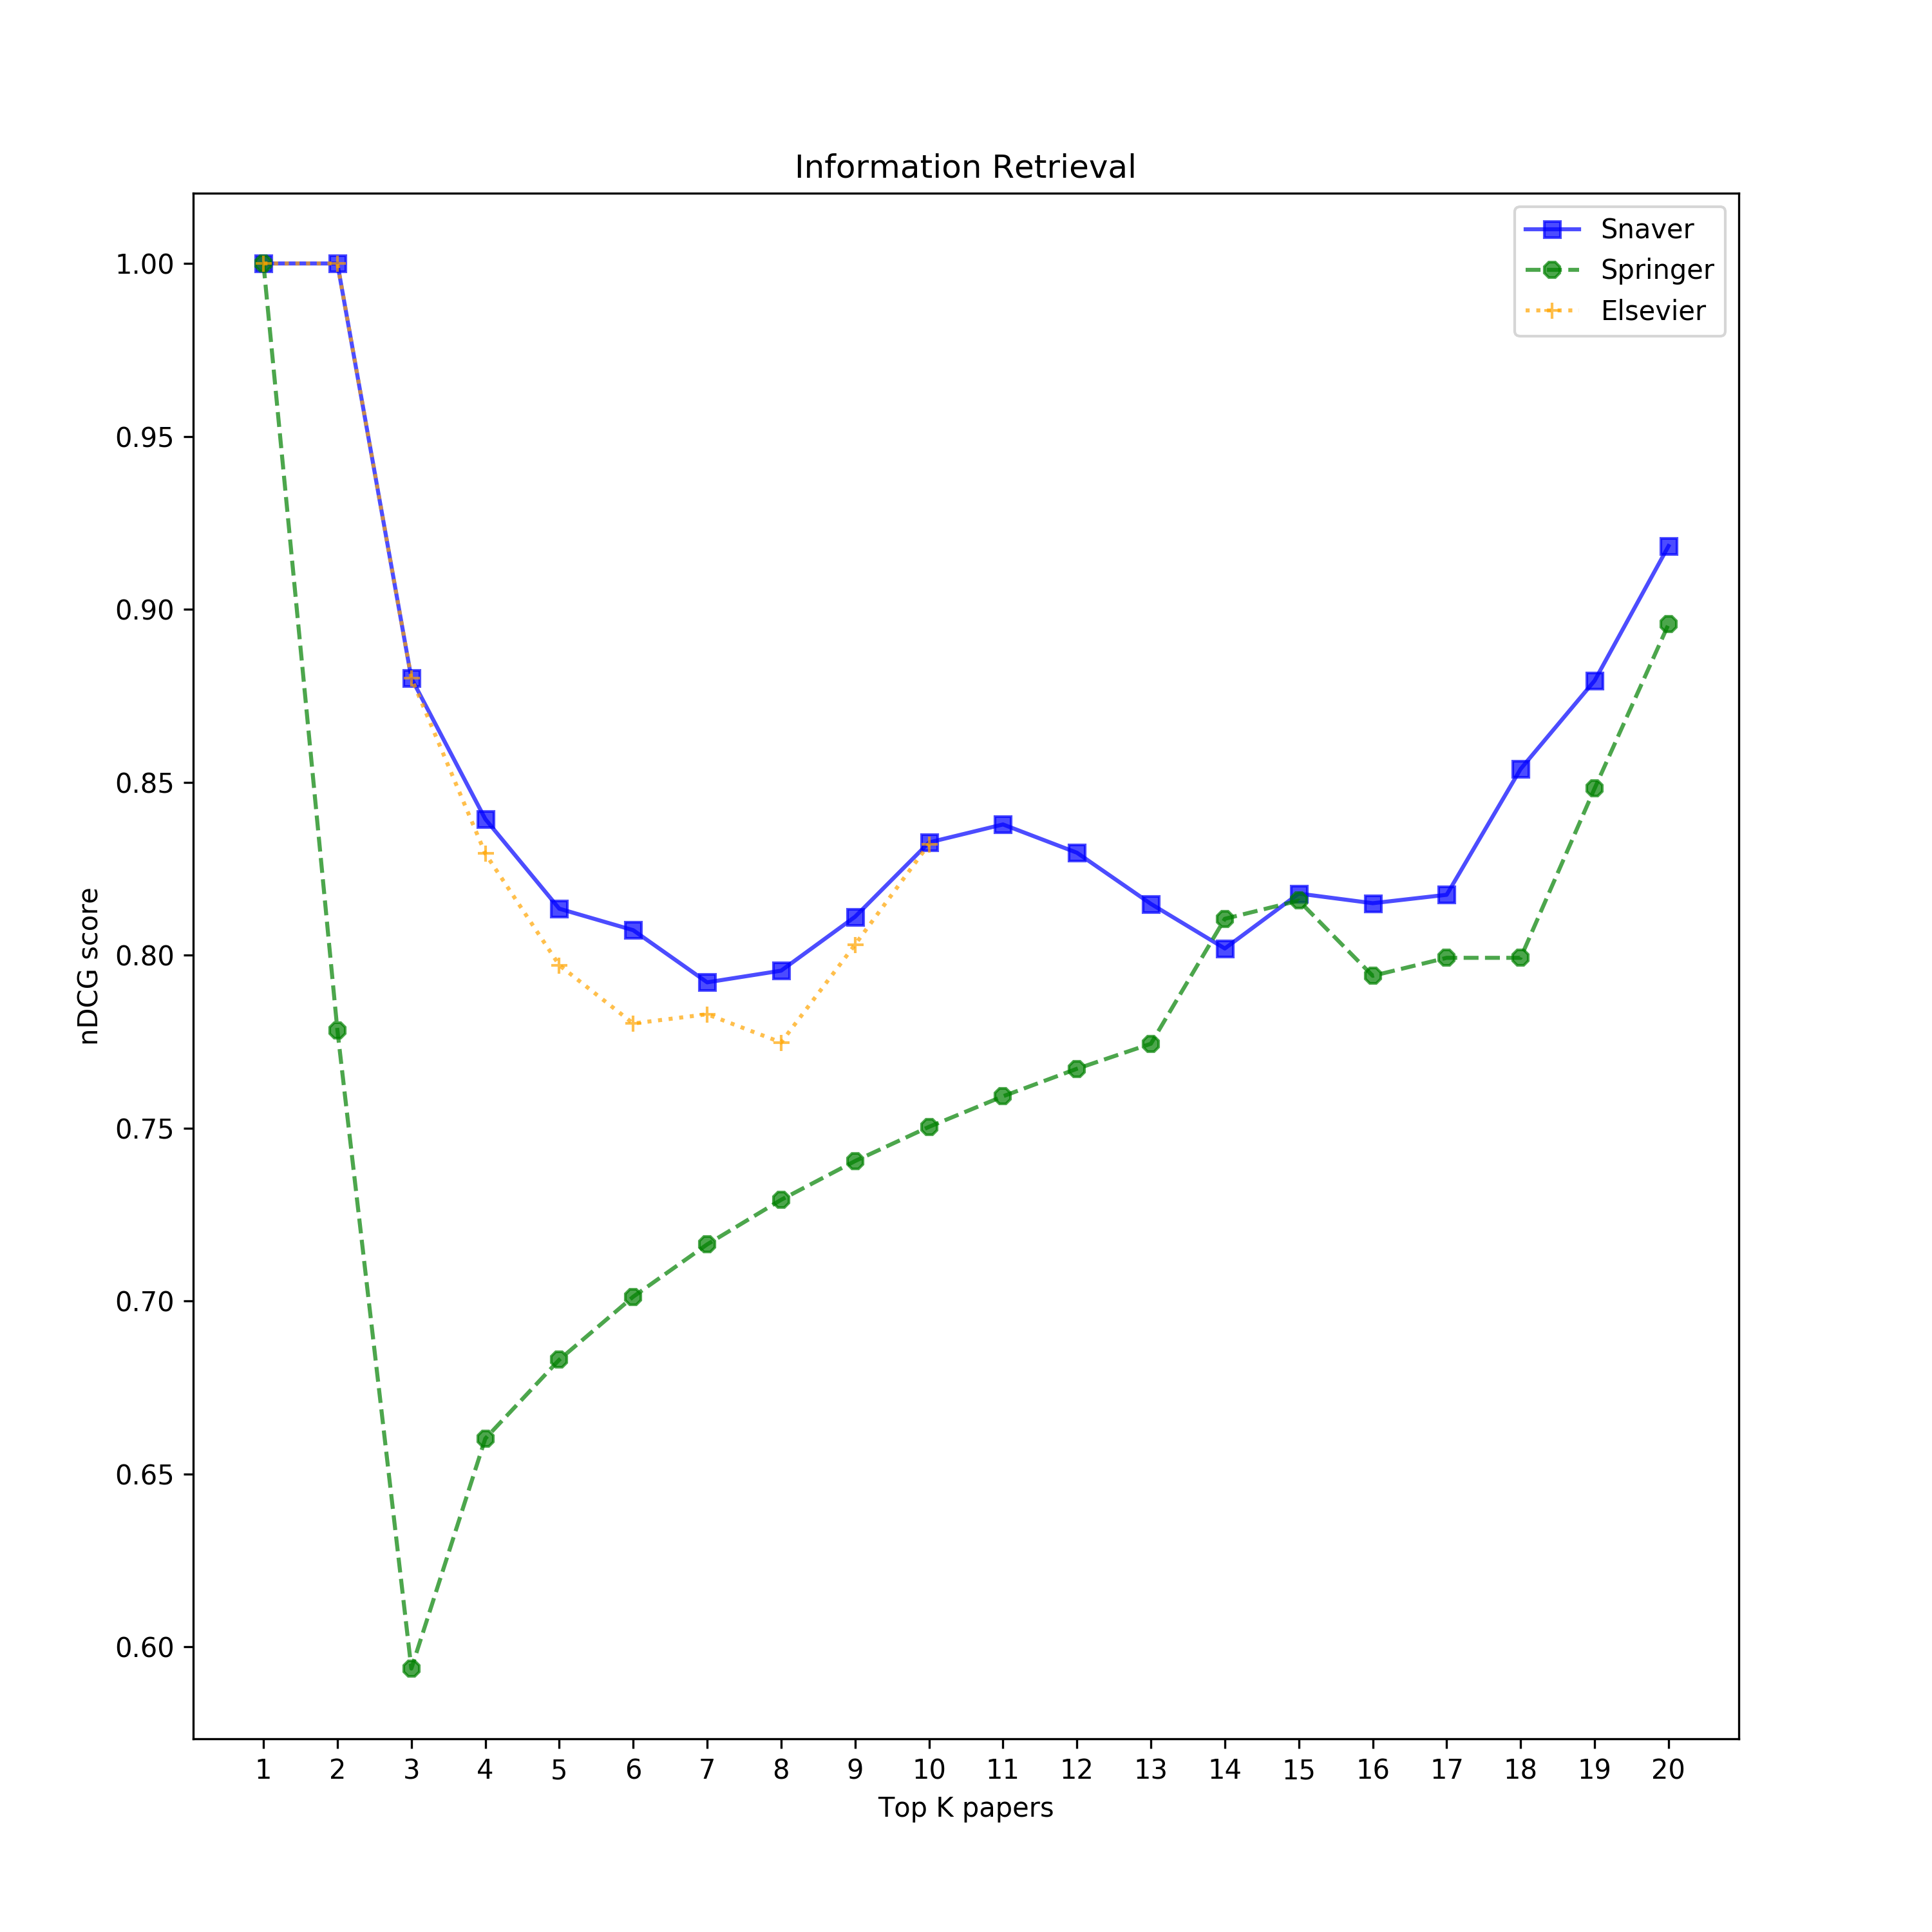 Information Retrieval
Snaver
Springer
Elsevier
nDCG score
1.00
0.95
0.90
0.85
0.80
0.75
0.70
0.65
0.60
1 2 3 4 5 6 7 8 9 10 11 12 13 14 15 16 17 18 19 20
Top K papers